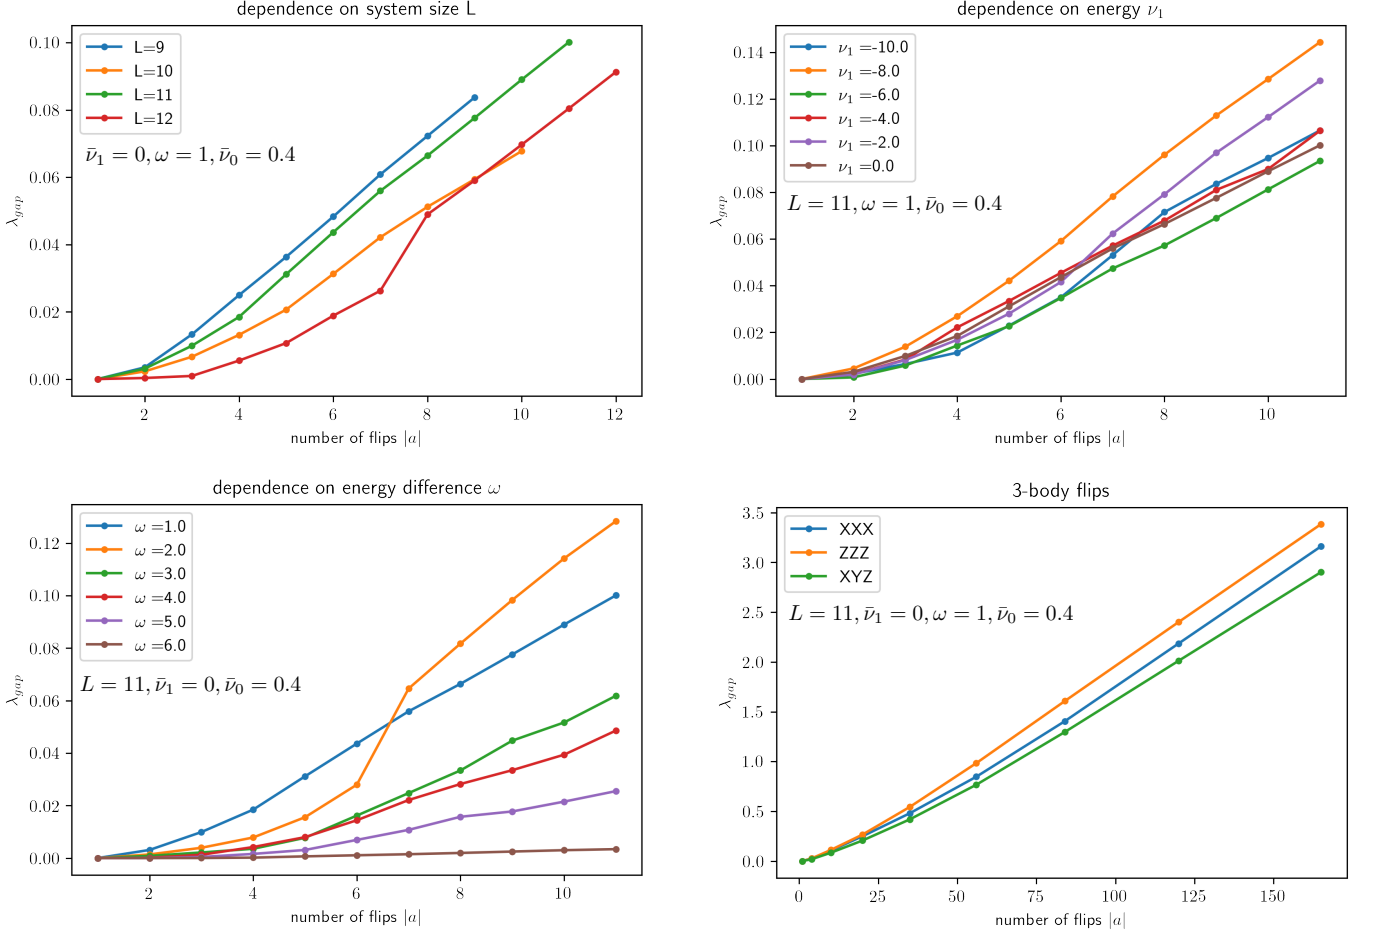 dependence on system size L
0.10
0.08
0.06
0.04
0.02
0.00
λgap
L=9
L=10
L=11
L=12
ν̄₁ = 0, ω = 1, ν̄₀ = 0.4
2 4 6 8 10 12
number of flips |a|
dependence on energy ν₁
0.14
0.12
0.10
0.08
0.06
0.04
0.02
0.00
λgap
ν₁ =-10.0
ν₁ =-8.0
ν₁ =-6.0
ν₁ =-4.0
ν₁ =-2.0
ν₁ =0.0
L = 11, ω = 1, ν̄₀ = 0.4
2 4 6 8 10
number of flips |a|
dependence on energy difference ω
0.12
0.10
0.08
0.06
0.04
0.02
0.00
λgap
ω =1.0
ω =2.0
ω =3.0
ω =4.0
ω =5.0
ω =6.0
L = 11, ν̄₁ = 0, ν̄₀ = 0.4
2 4 6 8 10
number of flips |a|
3-body flips
3.5
3.0
2.5
2.0
1.5
1.0
0.5
0.0
λgap
XXX
ZZZ
XYZ
L = 11, ν̄₁ = 0, ω = 1, ν̄₀ = 0.4
0 25 50 75 100 125 150
number of flips |a|